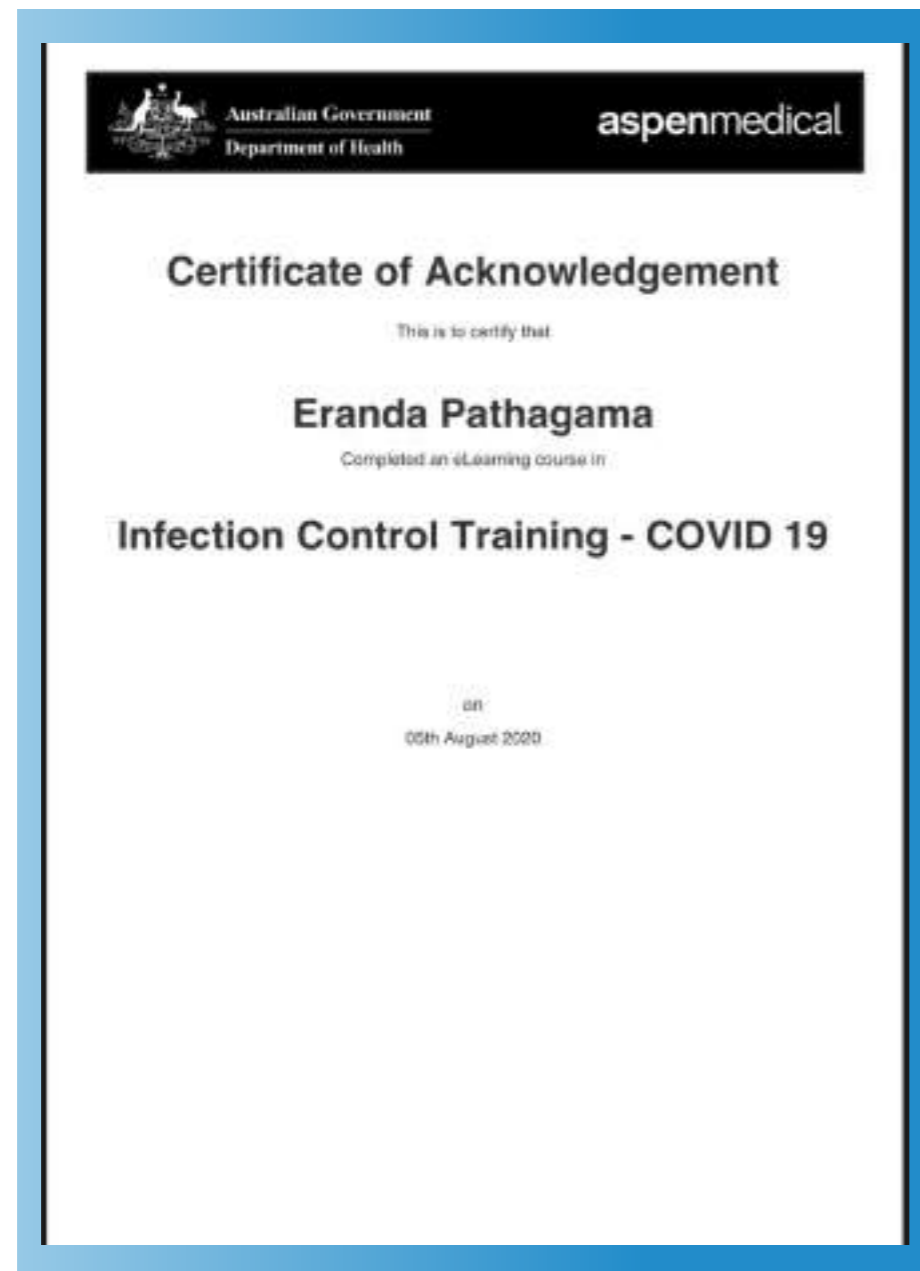 Australian Government
Department of Health
aspenmedical
Certificate of Acknowledgement
This is to certify that
Eranda Pathagama
Completed an eLearning course in
Infection Control Training - COVID 19
on
05th August 2020